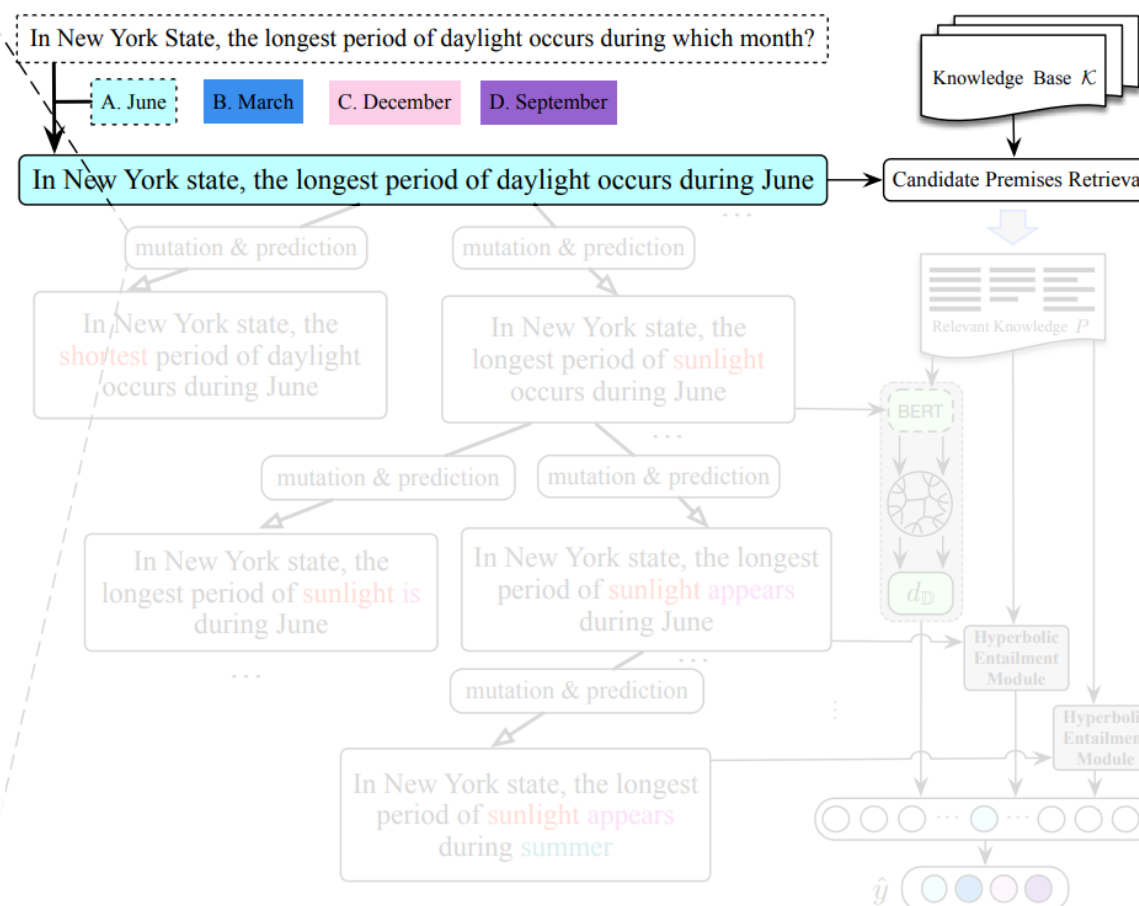 In New York State, the longest period of daylight occurs during which month?
A. June
B. March
C. December
D. September
Knowledge Base 𝒦
In New York state, the longest period of daylight occurs during June
Candidate Premises Retrieva
...
mutation & prediction
mutation & prediction
In New York state, the
shortest period of daylight
occurs during June
In New York state, the
longest period of sunlight
occurs during June
Relevant Knowledge P
BERT
...
mutation & prediction
mutation & prediction
In New York state, the
longest period of sunlight is
during June
In New York state, the longest
period of sunlight appears
during June
d𝔻
Hyperbolic
Entailment
Module
...
...
mutation & prediction
...
Hyperbolic
Entailmen
Module
In New York state, the longest
period of sunlight appears
during summer
... ...
ŷ